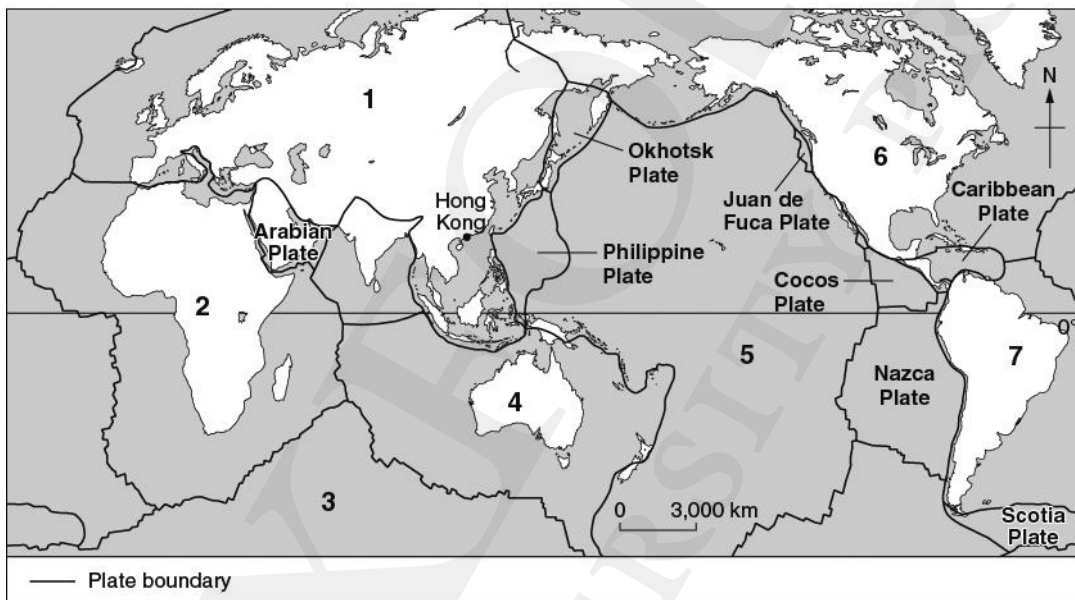 N
1
6
Okhotsk
Plate
Juan de
Fuca Plate
Caribbean
Plate
Hong
Kong
Arabian
Plate
Philippine
Plate
Cocos
Plate
2
0°
5
7
Nazca
Plate
4
3
0 3,000 km
Scotia
Plate
Plate boundary